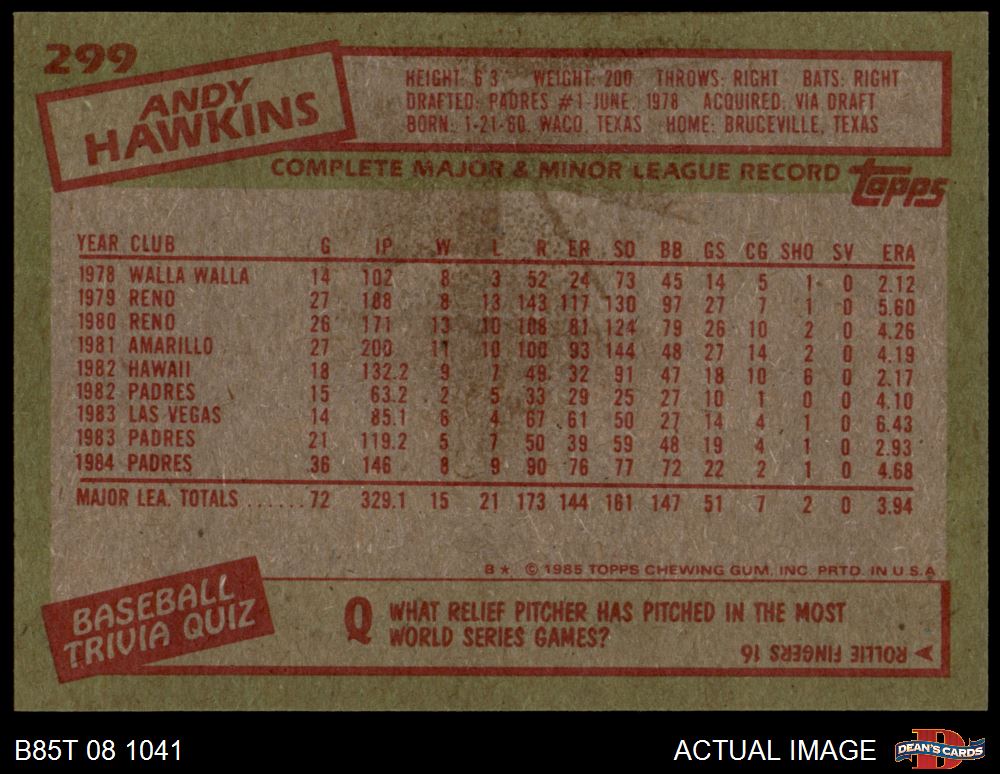 299
ANDY
HAWKINS
HEIGHT: 6'3" WEIGHT: 200 THROWS: RIGHT BATS: RIGHT
DRAFTED: PADRES #1-JUNE, 1978 ACQUIRED: VIA DRAFT
BORN: 1-21-60, WACO, TEXAS HOME: BRUCEVILLE, TEXAS
COMPLETE MAJOR & MINOR LEAGUE RECORD
topps
YEAR CLUB G IP W L R ER SO BB GS CG SHO SV ERA
1978 WALLA WALLA 14 102 8 3 52 24 73 45 14 5 1 0 2.12
1979 RENO 27 188 8 13 143 117 130 97 27 7 1 0 5.60
1980 RENO 26 171 13 10 108 81 124 79 26 10 2 0 4.26
1981 AMARILLO 27 200 11 10 100 93 144 48 27 14 2 0 4.19
1982 HAWAII 18 132.2 9 7 49 32 91 47 18 10 6 0 2.17
1982 PADRES 15 63.2 2 5 33 29 25 27 10 1 0 0 4.10
1983 LAS VEGAS 14 85.1 6 4 67 61 50 27 14 4 1 0 6.43
1983 PADRES 21 119.2 5 7 50 39 59 48 19 4 1 0 2.93
1984 PADRES 36 146 8 9 90 76 77 72 22 2 1 0 4.68
MAJOR LEA. TOTALS ......72 329.1 15 21 173 144 161 147 51 7 2 0 3.94
B★ © 1985 TOPPS CHEWING GUM, INC. PRTD. IN U.S.A.
BASEBALL
TRIVIA QUIZ
Q WHAT RELIEF PITCHER HAS PITCHED IN THE MOST
WORLD SERIES GAMES?
A ROLLIE FINGERS 16
B85T 08 1041
ACTUAL IMAGE
DEAN'S CARDS